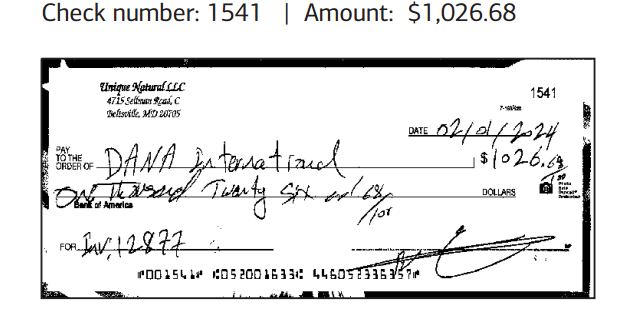 Check number: 1541 | Amount: $1,026.68
Unique Natural LLC
4715 Sellman Road, C
Beltsville, MD 20705
1541
DATE 02/01/2024
PAY TO THE ORDER OF DANA International $1026.68
One Thousand Twenty Six 68/100 DOLLARS
Bank of America
FOR Inv, 12877
⑈001541⑈ ⑆052001633⑆ 446052336357⑈